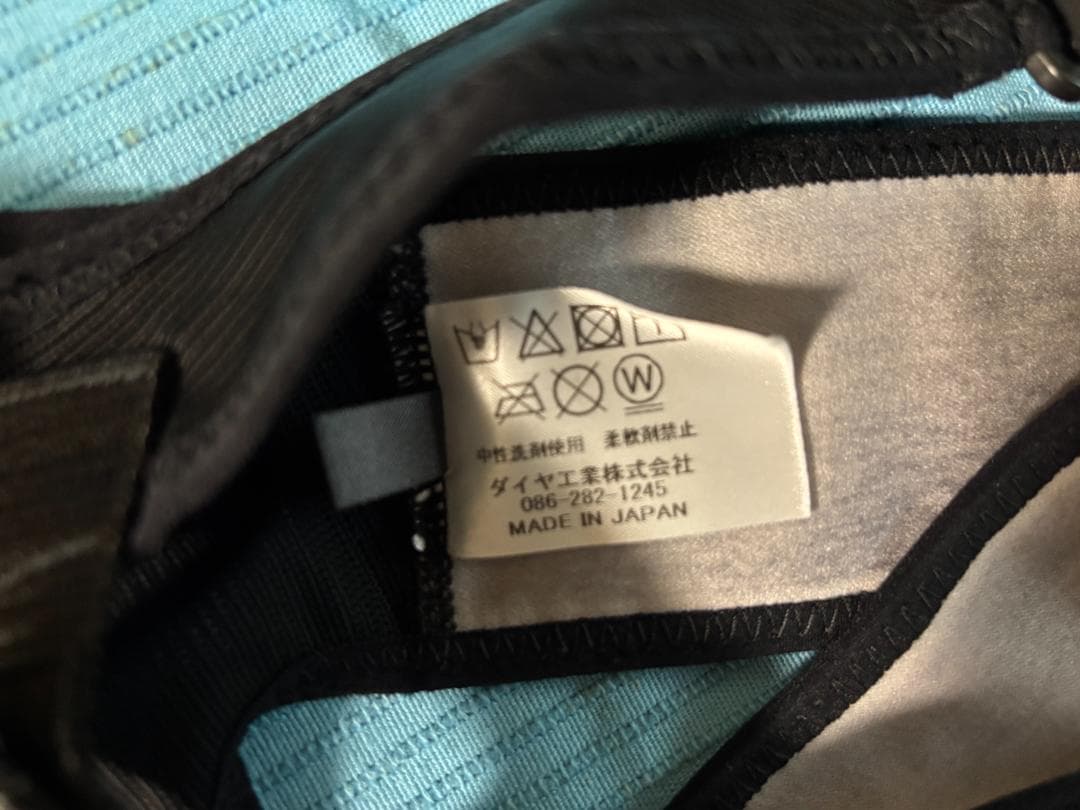 W
中性洗剤使用 柔軟剤禁止
ダイヤ工業株式会社
086-282-1245
MADE IN JAPAN